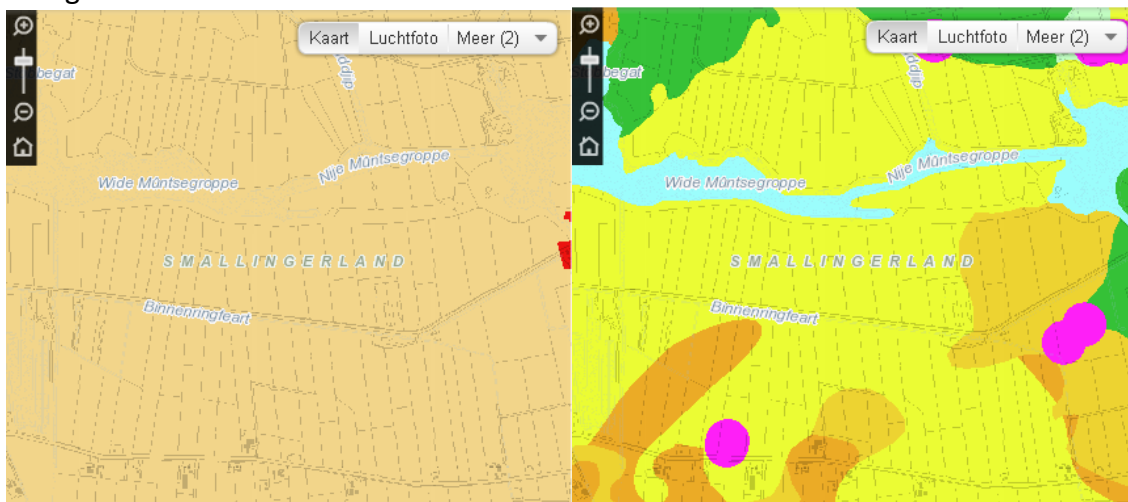 Kaart Luchtfoto Meer (2)
begat
Wide Mûntsegroppe
Nije Mûntsegroppe
SMALLINGERLAND
Binnenringfeart
Kaart Luchtfoto Meer (2)
Wide Mûntsegroppe
Nije Mûntsegroppe
SMALLINGERLAND
Binnenringfeart